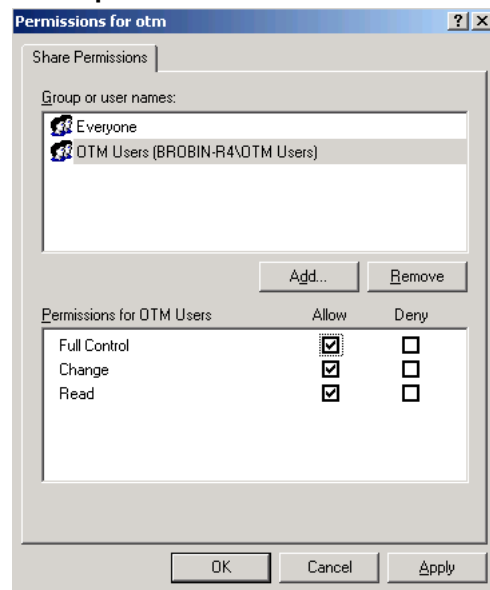 Permissions for otm
Share Permissions
Group or user names:
Everyone
OTM Users (BROBIN-R4\OTM Users)
Add... Remove
Permissions for OTM Users Allow Deny
Full Control
Change
Read
OK Cancel Apply